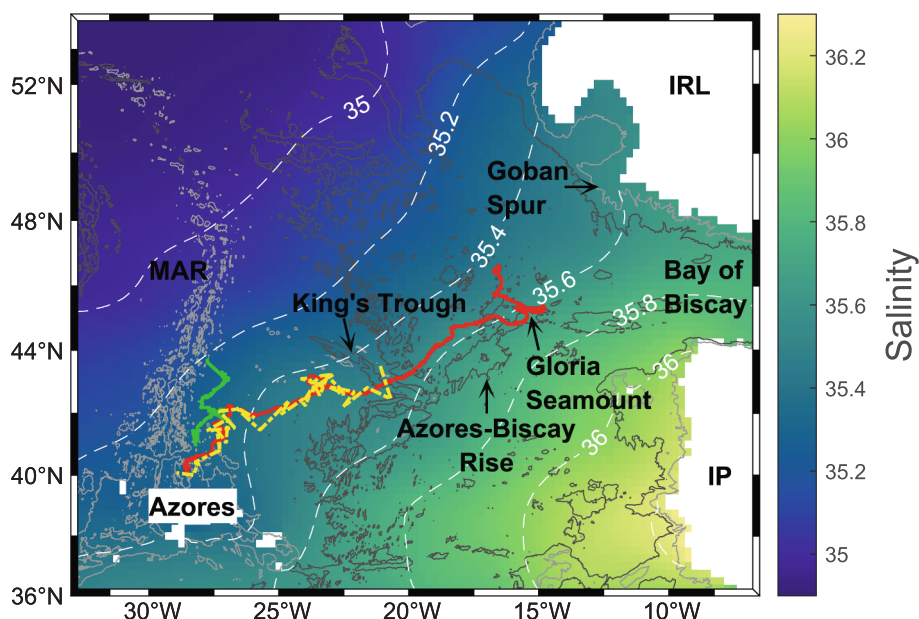 52°N
48°N
44°N
40°N
36°N
30°W
25°W
20°W
15°W
10°W
IRL
35
35.2
Goban
Spur
35.4
MAR
Bay of
Biscay
35.6
35.8
King's Trough
Gloria
Seamount
36
Azores-Biscay
Rise
36
IP
Azores
36.2
36
35.8
35.6
35.4
35.2
35
Salinity